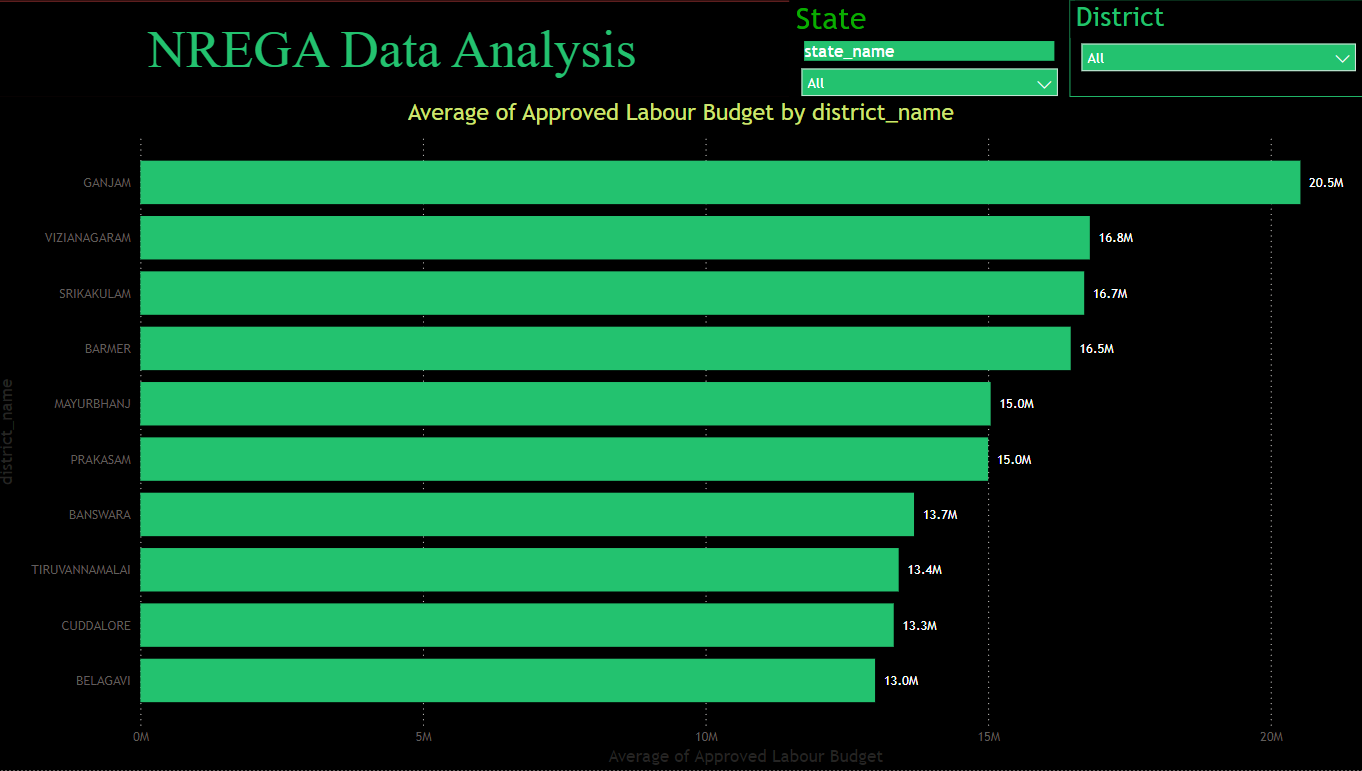 NREGA Data Analysis
State
state_name
All
District
All
Average of Approved Labour Budget by district_name
district_name
GANJAM 20.5M
VIZIANAGARAM 16.8M
SRIKAKULAM 16.7M
BARMER 16.5M
MAYURBHANJ 15.0M
PRAKASAM 15.0M
BANSWARA 13.7M
TIRUVANNAMALAI 13.4M
CUDDALORE 13.3M
BELAGAVI 13.0M
0M 5M 10M 15M 20M
Average of Approved Labour Budget